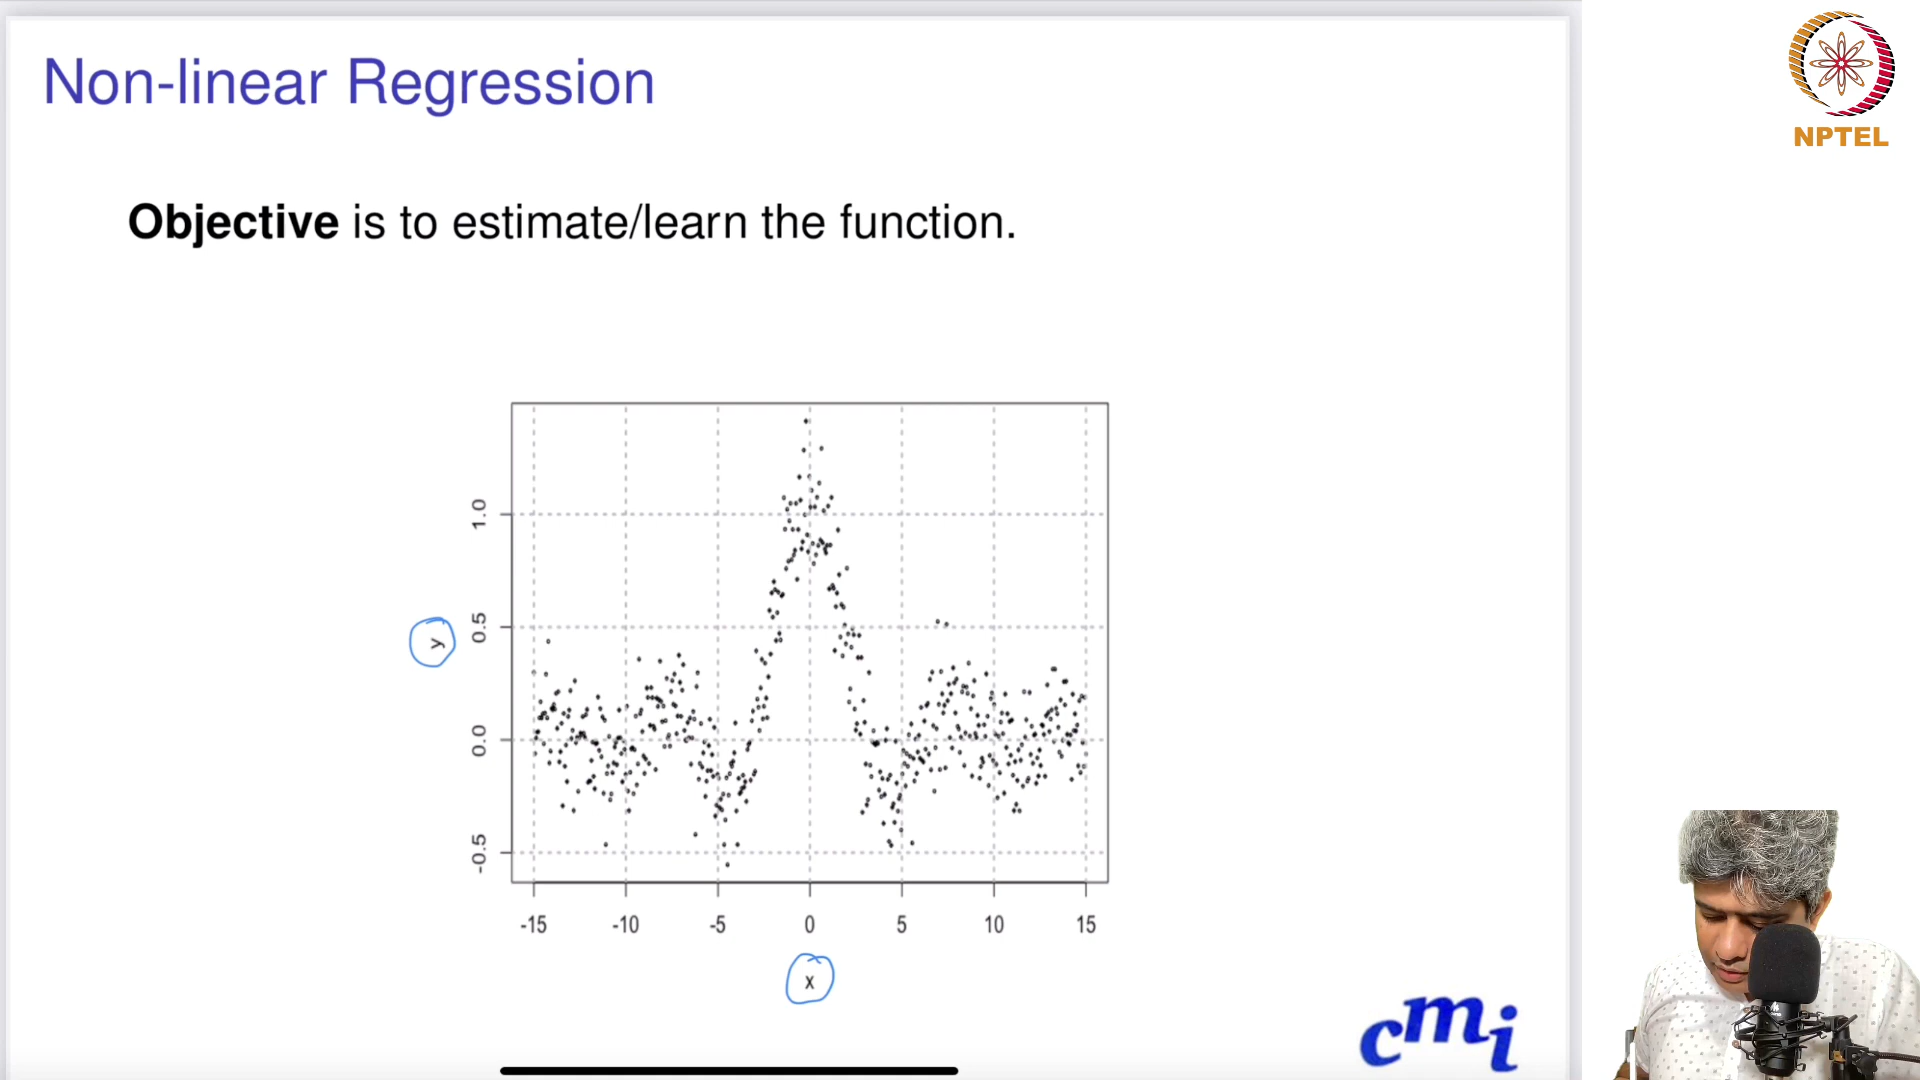 Non-linear Regression
NPTEL
Objective is to estimate/learn the function.
1.0
0.5
0.0
-0.5
y
-15 -10 -5 0 5 10 15
x
cmi